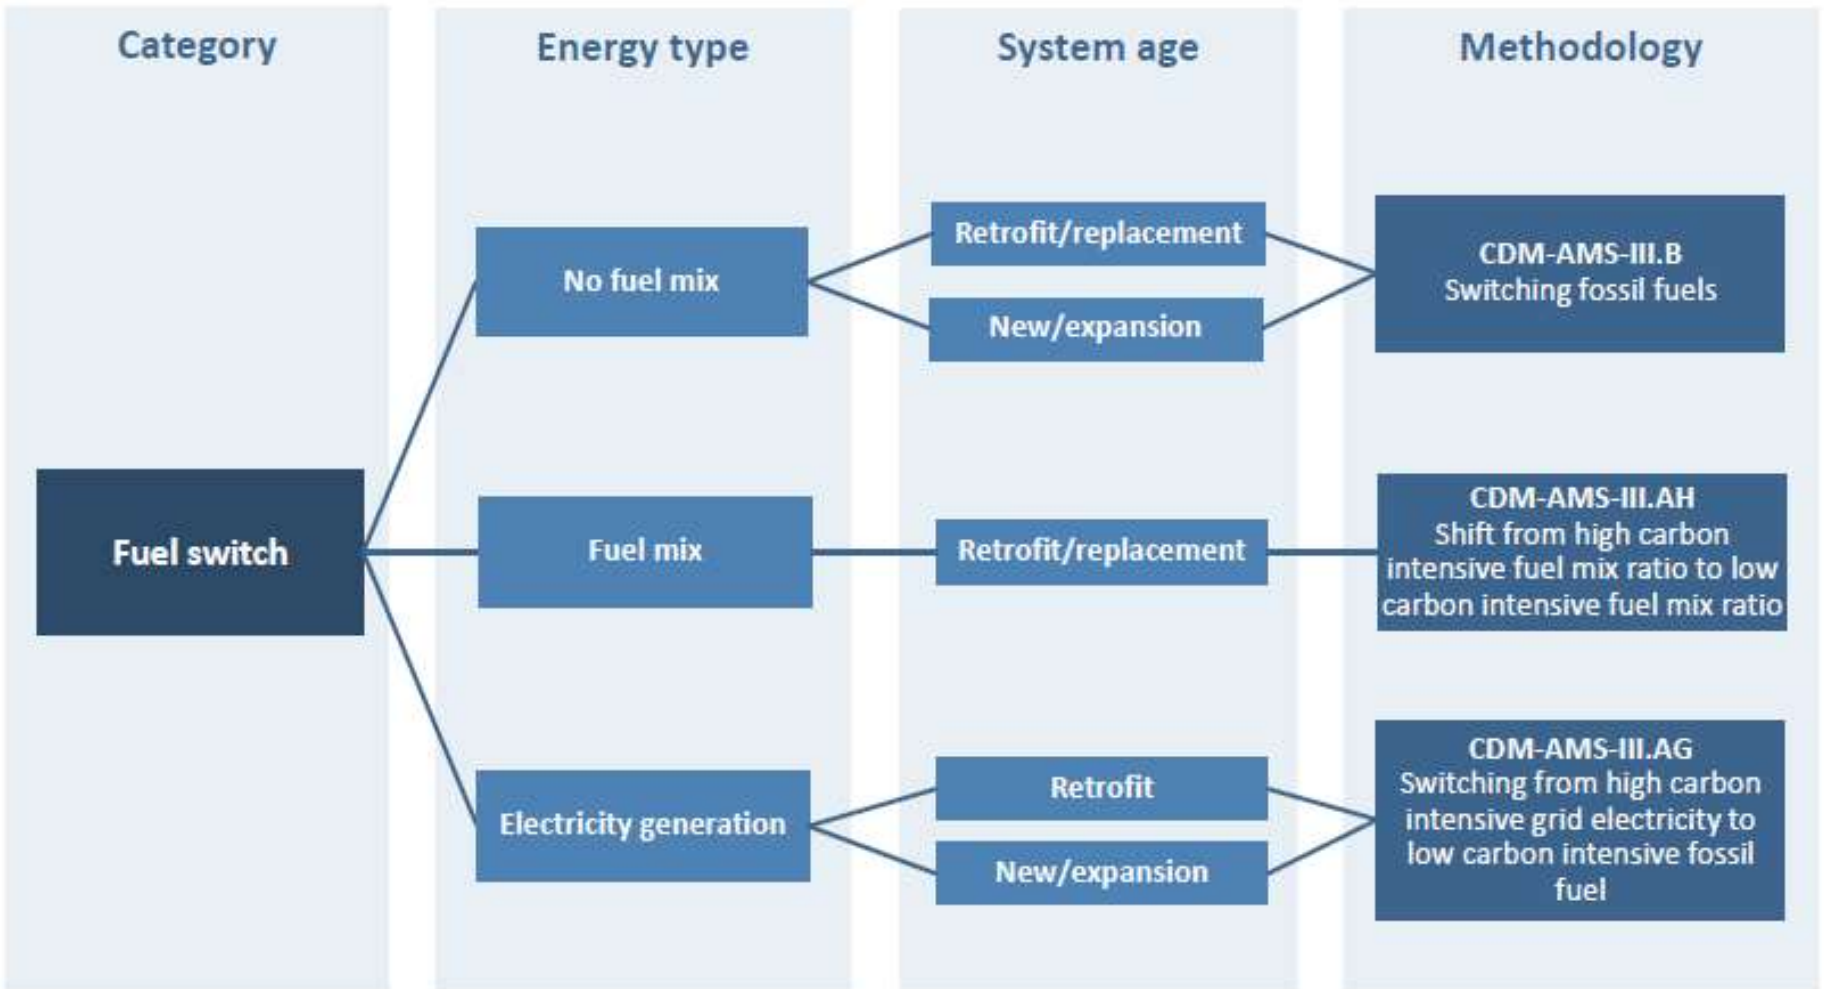 Category
Energy type
System age
Methodology
Fuel switch
No fuel mix
Retrofit/replacement
New/expansion
CDM-AMS-III.B
Switching fossil fuels
Fuel mix
Retrofit/replacement
CDM-AMS-III.AH
Shift from high carbon
intensive fuel mix ratio to low
carbon intensive fuel mix ratio
Electricity generation
Retrofit
New/expansion
CDM-AMS-III.AG
Switching from high carbon
intensive grid electricity to
low carbon intensive fossil
fuel